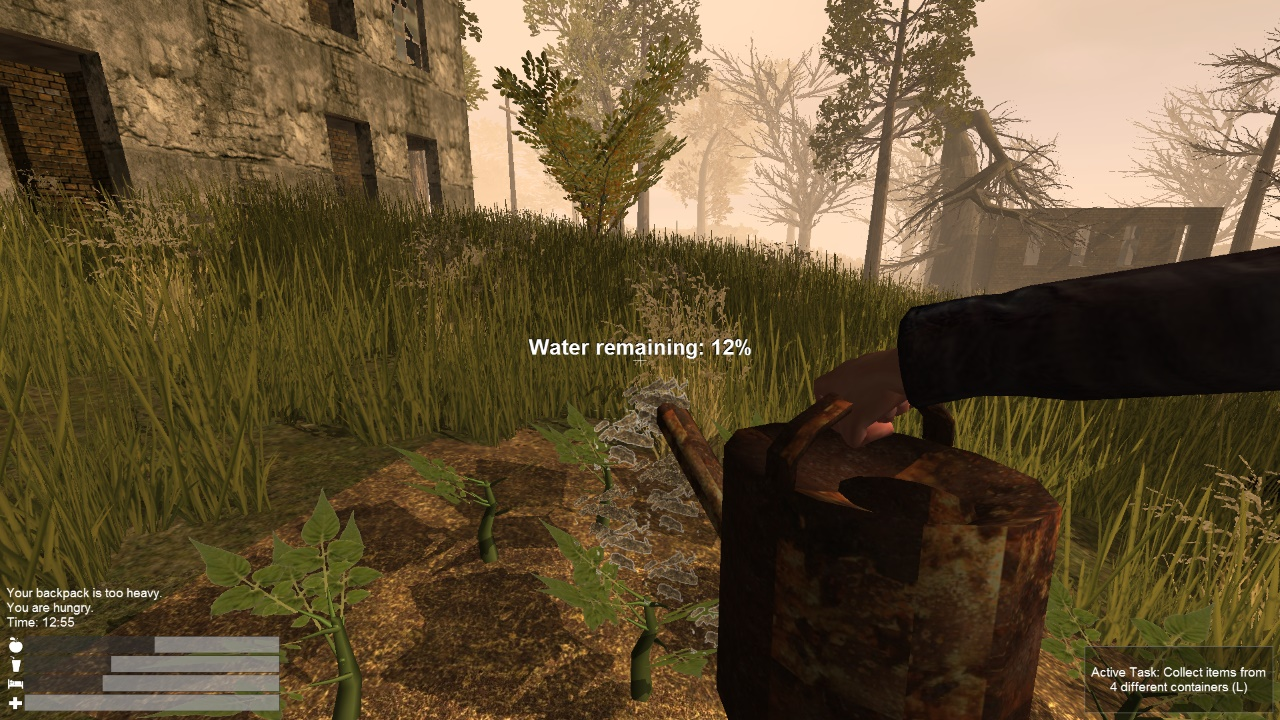 Water remaining: 12%
Your backpack is too heavy.
You are hungry.
Time: 12:55
Active Task: Collect items from
4 different containers (L)